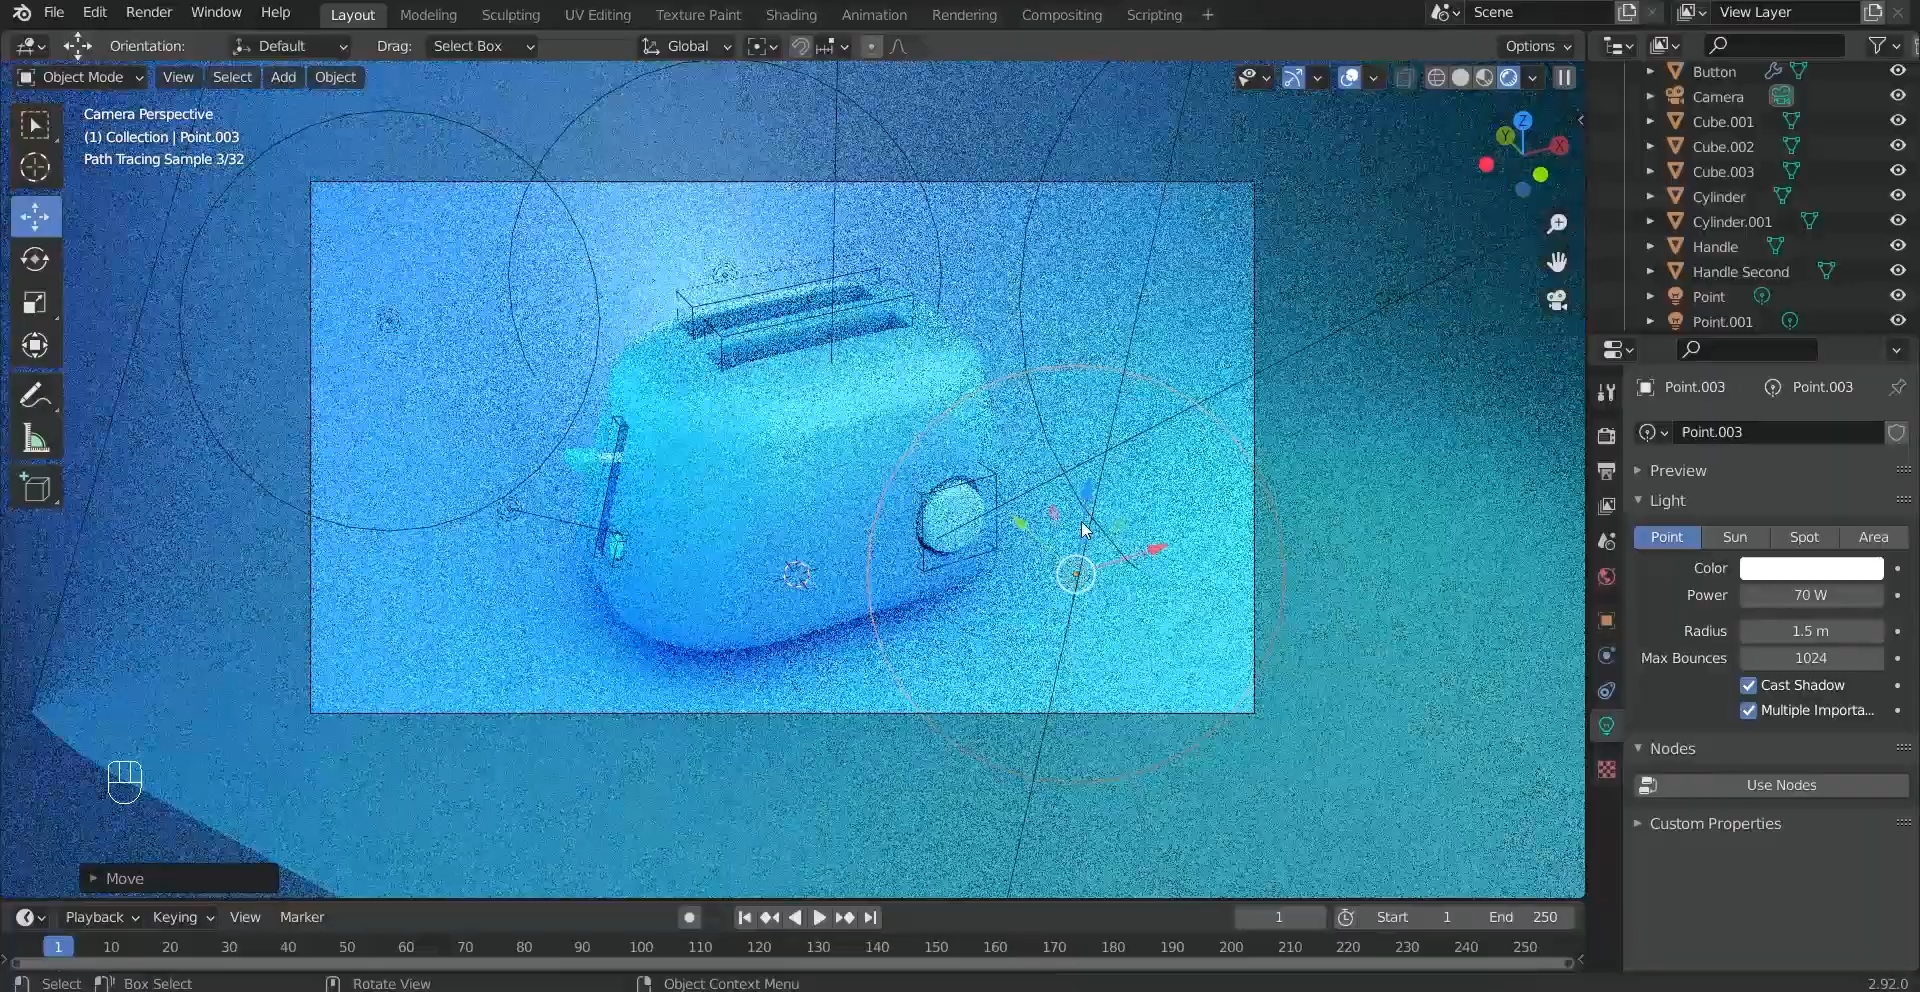 File Edit Render Window Help Layout Modeling Sculpting UV Editing Texture Paint Shading Animation Rendering Compositing Scripting + Scene View Layer
Orientation: Default Drag: Select Box Global Options
Object Mode View Select Add Object
Camera Perspective
(1) Collection | Point.003
Path Tracing Sample 3/32
Z
Y
X
Button
Camera
Cube.001
Cube.002
Cube.003
Cylinder
Cylinder.001
Handle
Handle Second
Point
Point.001
Point.003 Point.003
Point.003
Preview
Light
Point Sun Spot Area
Color
Power 70 W
Radius 1.5 m
Max Bounces 1024
Cast Shadow
Multiple Importa...
Nodes
Use Nodes
Custom Properties
Move
Playback Keying View Marker 1 Start 1 End 250
1 10 20 30 40 50 60 70 80 90 100 110 120 130 140 150 160 170 180 190 200 210 220 230 240 250
Select Box Select Rotate View Object Context Menu 2.92.0